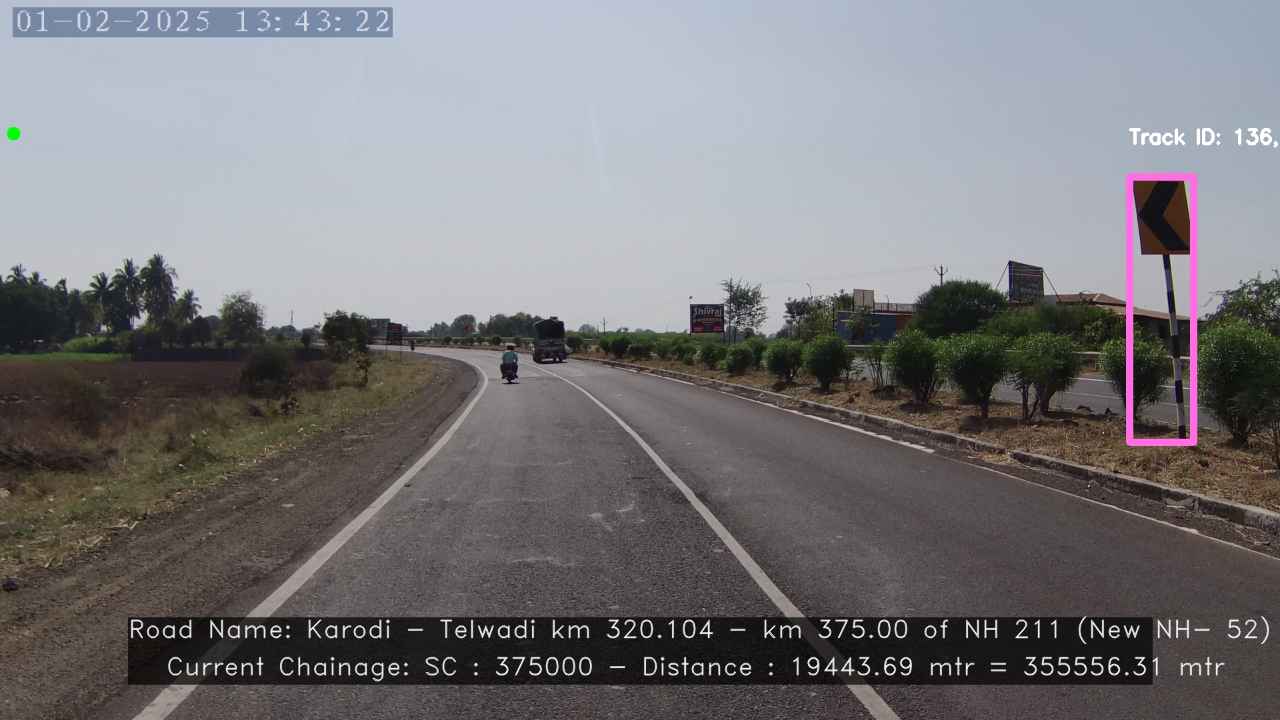 01-02-2025 13:43:22
Track ID: 136,
Shivraj
Road Name: Karodi - Telwadi km 320.104 - km 375.00 of NH 211 (New NH- 52)
Current Chainage: SC : 375000 - Distance : 19443.69 mtr = 355556.31 mtr